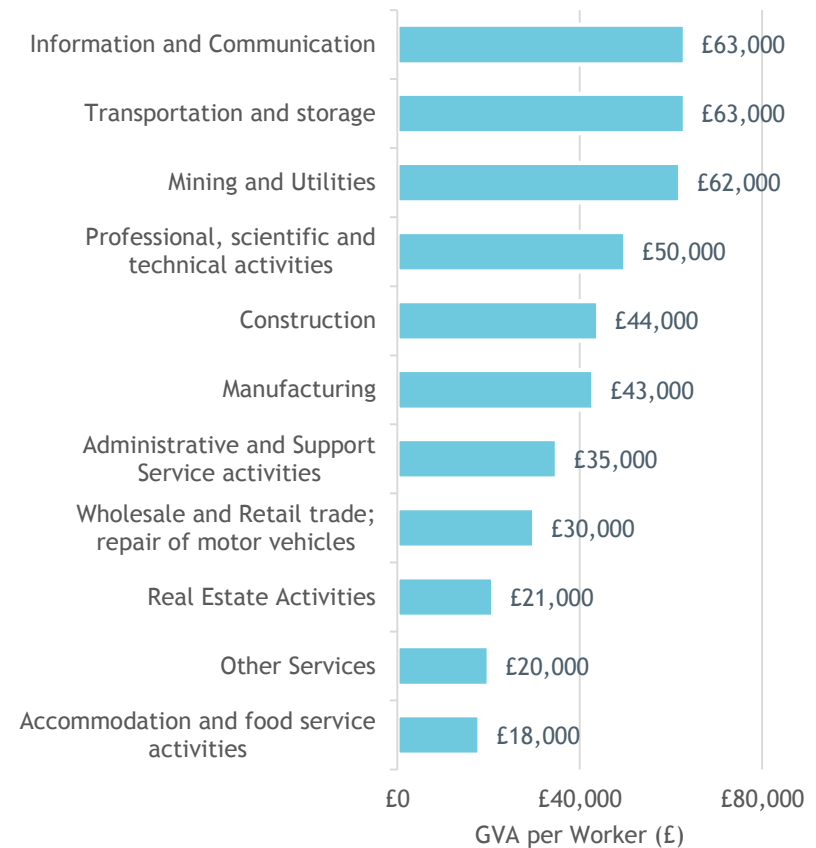 Information and Communication
£63,000
Transportation and storage
£63,000
Mining and Utilities
£62,000
Professional, scientific and
technical activities
£50,000
Construction
£44,000
Manufacturing
£43,000
Administrative and Support
Service activities
£35,000
Wholesale and Retail trade;
repair of motor vehicles
£30,000
Real Estate Activities
£21,000
Other Services
£20,000
Accommodation and food service
activities
£18,000
£0 £40,000 £80,000
GVA per Worker (£)